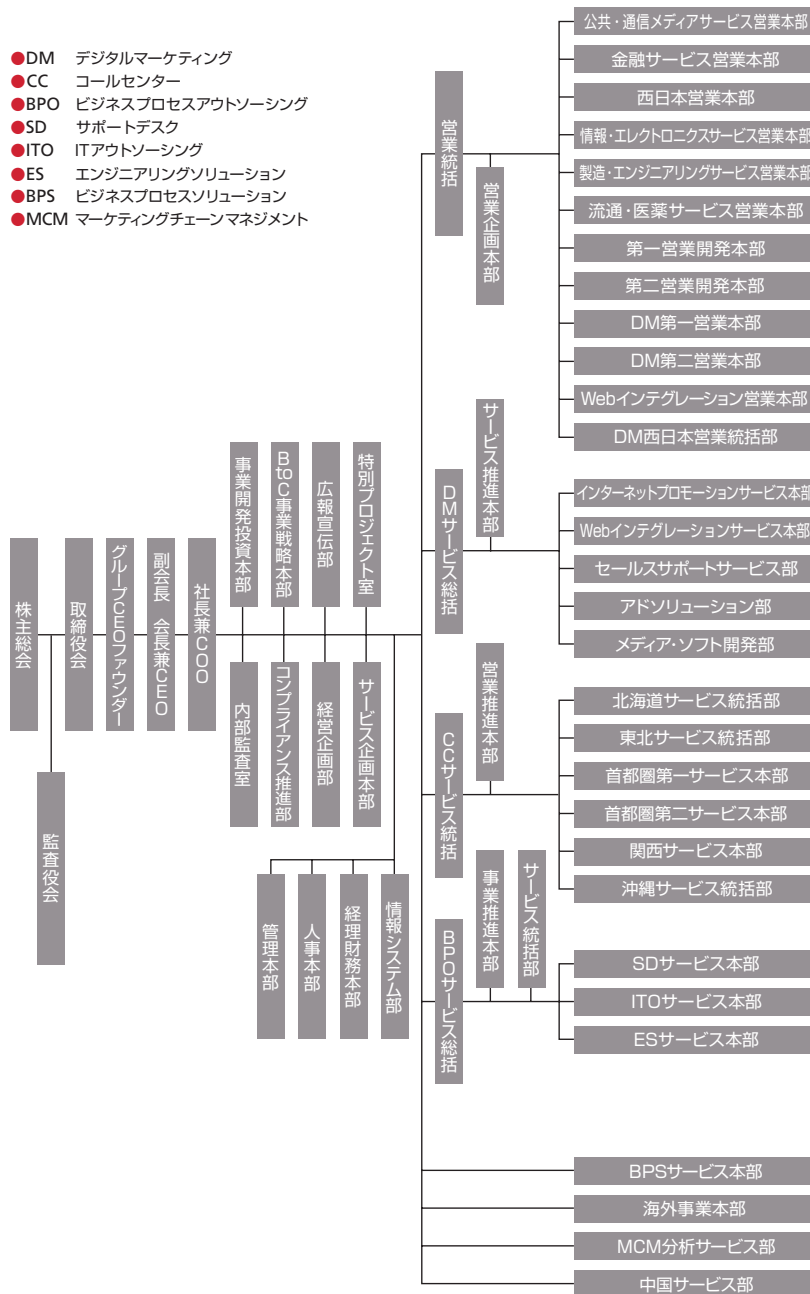 ●DM デジタルマーケティング
●CC コールセンター
●BPO ビジネスプロセスアウトソーシング
●SD サポートデスク
●ITO ITアウトソーシング
●ES エンジニアリングソリューション
●BPS ビジネスプロセスソリューション
●MCM マーケティングチェーンマネジメント
株主総会
監査役会
取締役会
グループCEOファウンダー
副会長 会長兼CEO
社長兼COO
事業開発投資本部
BtoC事業戦略本部
広報宣伝部
特別プロジェクト室
内部監査室
コンプライアンス推進部
経営企画部
サービス企画本部
管理本部
人事本部
経理財務本部
情報システム部
営業統括
営業企画本部
公共・通信メディアサービス営業本部
金融サービス営業本部
西日本営業本部
情報・エレクトロニクスサービス営業本部
製造・エンジニアリングサービス営業本部
流通・医薬サービス営業本部
第一営業開発本部
第二営業開発本部
DM第一営業本部
DM第二営業本部
Webインテグレーション営業本部
DM西日本営業統括部
DMサービス総括
サービス推進本部
インターネットプロモーションサービス本部
Webインテグレーションサービス本部
セールスサポートサービス部
アドソリューション部
メディア・ソフト開発部
CCサービス統括
営業推進本部
北海道サービス統括部
東北サービス統括部
首都圏第一サービス本部
首都圏第二サービス本部
関西サービス本部
沖縄サービス統括部
BPOサービス総括
事業推進本部
サービス統括部
SDサービス本部
ITOサービス本部
ESサービス本部
BPSサービス本部
海外事業本部
MCM分析サービス部
中国サービス部